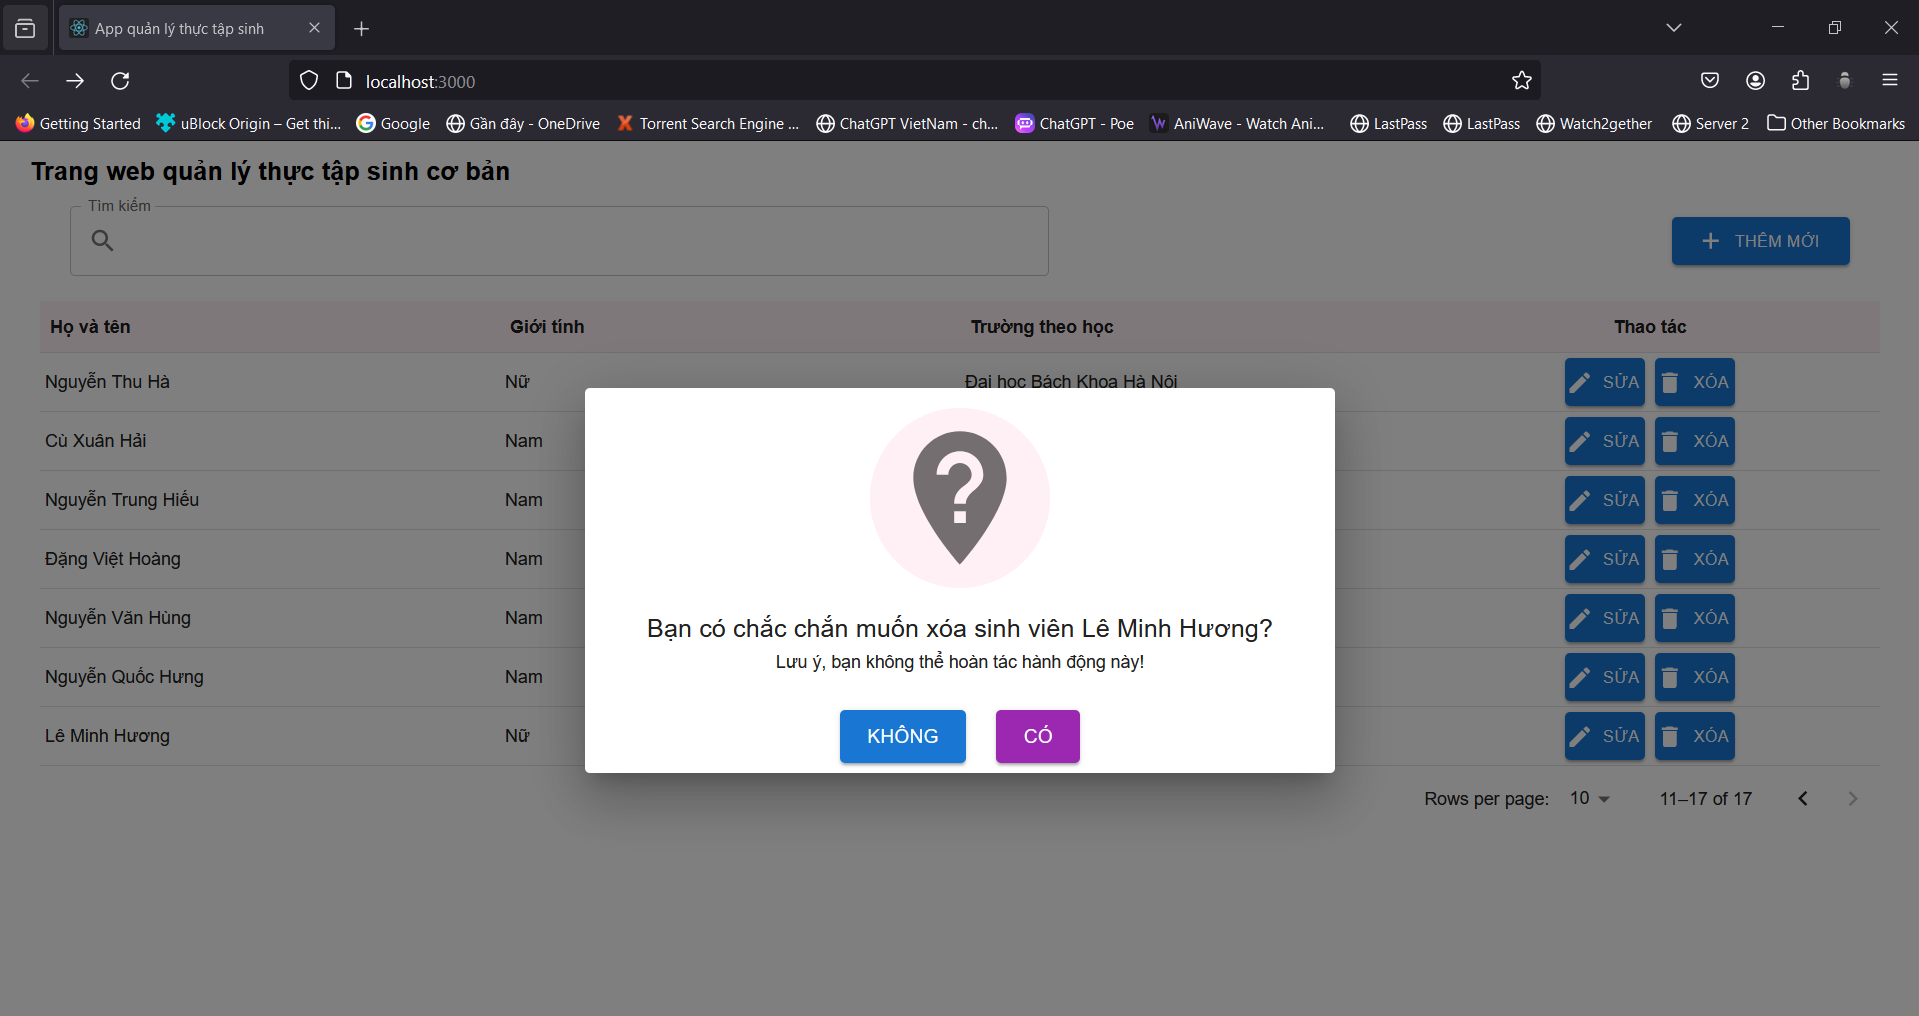 App quản lý thực tập sinh
localhost:3000
Getting Started
uBlock Origin – Get thi...
Google
Gần đây - OneDrive
Torrent Search Engine ...
ChatGPT VietNam - ch...
ChatGPT - Poe
AniWave - Watch Ani...
LastPass
LastPass
Watch2gether
Server 2
Other Bookmarks
Trang web quản lý thực tập sinh cơ bản
Tìm kiếm
THÊM MỚI
Họ và tên Giới tính Trường theo học Thao tác
Nguyễn Thu Hà Nữ Đại học Bách Khoa Hà Nội SỬA XÓA
Cù Xuân Hải Nam SỬA XÓA
Nguyễn Trung Hiếu Nam SỬA XÓA
Đặng Việt Hoàng Nam SỬA XÓA
Nguyễn Văn Hùng Nam SỬA XÓA
Nguyễn Quốc Hưng Nam SỬA XÓA
Lê Minh Hương Nữ SỬA XÓA
Bạn có chắc chắn muốn xóa sinh viên Lê Minh Hương?
Lưu ý, bạn không thể hoàn tác hành động này!
KHÔNG CÓ
Rows per page: 10 11–17 of 17